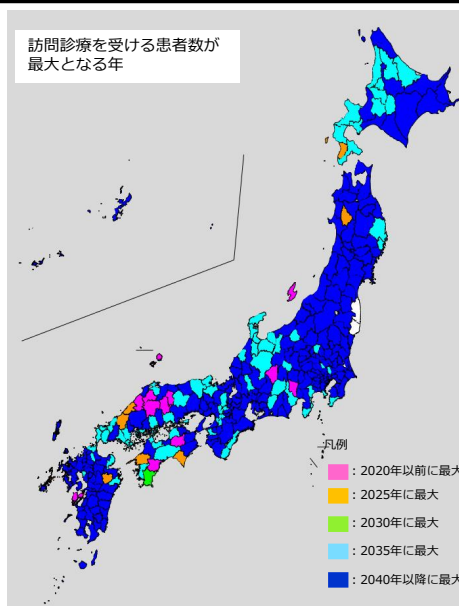 訪問診療を受ける患者数が
最大となる年
凡例
：2020年以前に最大
：2025年に最大
：2030年に最大
：2035年に最大
：2040年以降に最大